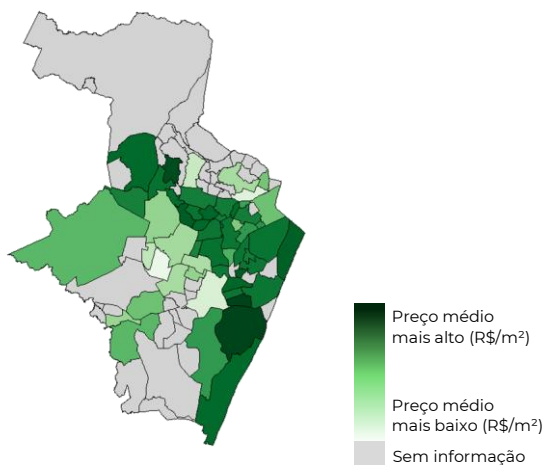 Preço médio
mais alto (R$/m²)
Preço médio
mais baixo (R$/m²)
Sem informação